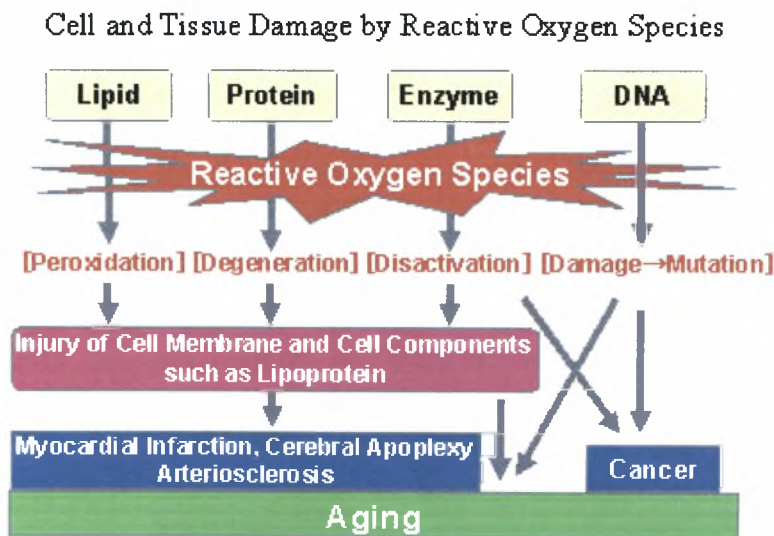 Cell and Tissue Damage by Reactive Oxygen Species
Lipid Protein Enzyme DNA
Reactive Oxygen Species
[Peroxidation] [Degeneration] [Disactivation] [Damage→Mutation]
Injury of Cell Membrane and Cell Components
such as Lipoprotein
Myocardial Infarction, Cerebral Apoplexy
Arteriosclerosis
Cancer
Aging